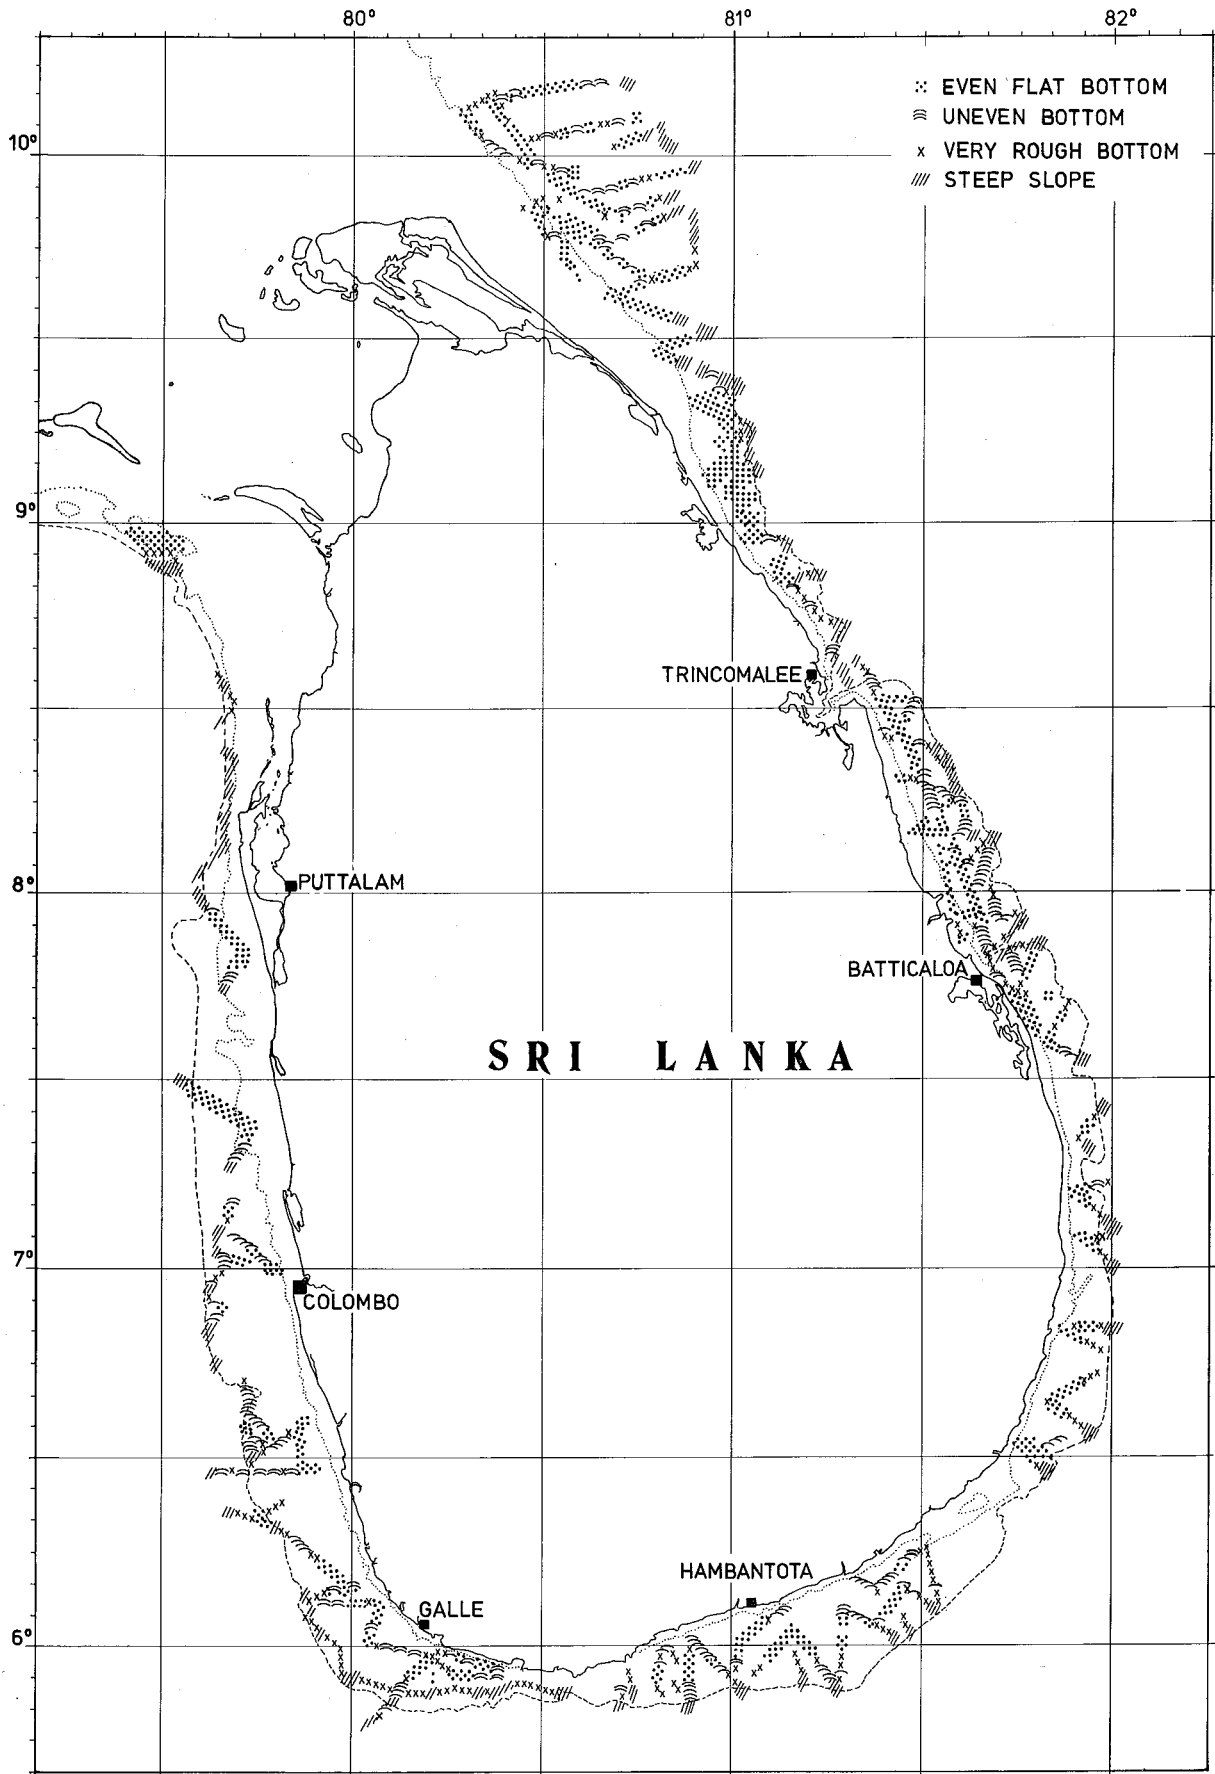 80° 81° 82°
EVEN FLAT BOTTOM
UNEVEN BOTTOM
x VERY ROUGH BOTTOM
STEEP SLOPE
10°
9°
TRINCOMALEE
8°
PUTTALAM
BATTICALOA
SRI LANKA
7°
COLOMBO
HAMBANTOTA
GALLE
6°